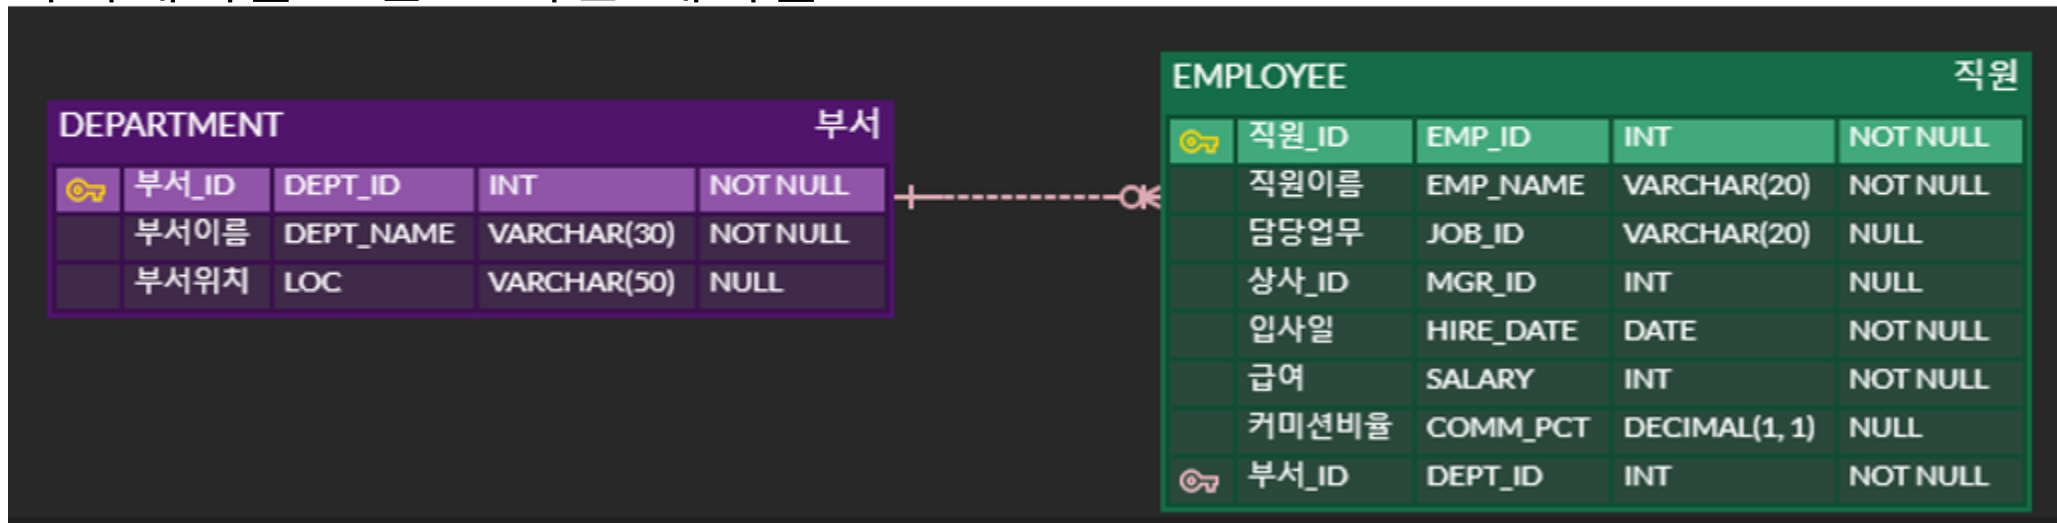 DEPARTMENT 부서
부서_ID DEPT_ID INT NOT NULL
부서이름 DEPT_NAME VARCHAR(30) NOT NULL
부서위치 LOC VARCHAR(50) NULL
EMPLOYEE 직원
직원_ID EMP_ID INT NOT NULL
직원이름 EMP_NAME VARCHAR(20) NOT NULL
담당업무 JOB_ID VARCHAR(20) NULL
상사_ID MGR_ID INT NULL
입사일 HIRE_DATE DATE NOT NULL
급여 SALARY INT NOT NULL
커미션비율 COMM_PCT DECIMAL(1, 1) NULL
부서_ID DEPT_ID INT NOT NULL